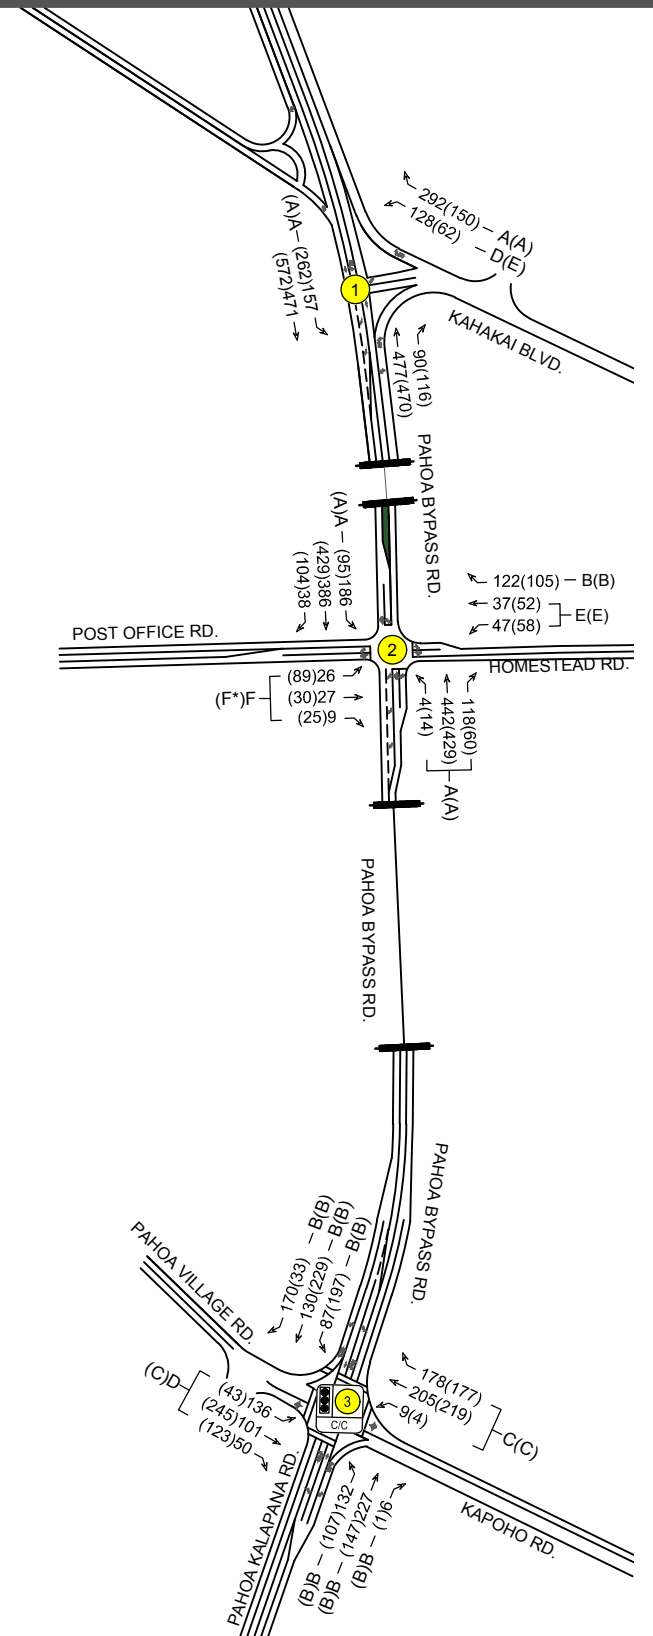 292(150) – A(A)
128(62) – D(E)
(A)A – (262)157
(572)471
1
KAHAKAI BLVD.
90(116)
477(470)
PAHOA BYPASS RD.
(A)A – (95)186
(429)386
(104)38
122(105) – B(B)
37(52)
47(58)
E(E)
POST OFFICE RD.
2
HOMESTEAD RD.
(89)26
(30)27
(25)9
(F*)F
118(60)
442(429)
4(14)
A(A)
PAHOA BYPASS RD.
PAHOA BYPASS RD.
170(33) – B(B)
130(229) – B(B)
87(197) – B(B)
PAHOA VILLAGE RD.
(C)D
(43)136
(245)101
(123)50
3
C/C
178(177)
205(219)
9(4)
C(C)
PAHOA KALAPANA RD.
(B)B – (107)132
(B)B – (147)227
(B)B – (1)6
KAPOHO RD.